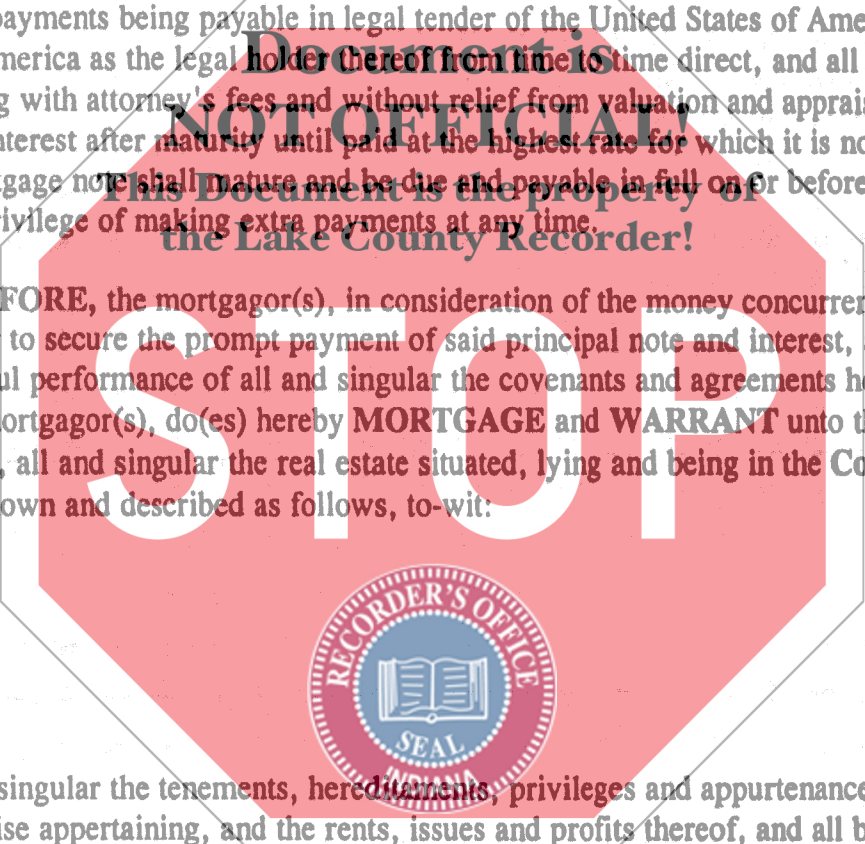 payments being payable in legal tender of the United States of Ame
merica as the legal holder thereof from time to time direct, and all
Document is
g with attorney's fees and without relief from valuation and apprais
NOT OFFICIAL!
nterest after maturity until paid at the highest rate for which it is no
This Document is the property of
tgage note shall mature and be due and payable in full on or before
ivilege of making extra payments at any time.
the Lake County Recorder!
FORE, the mortgagor(s), in consideration of the money concurren
to secure the prompt payment of said principal note and interest,
ul performance of all and singular the covenants and agreements he
ortgagor(s), do(es) hereby MORTGAGE and WARRANT unto th
, all and singular the real estate situated, lying and being in the Co
own and described as follows, to-wit:
STOP
RECORDER'S OFFICE
SEAL
INDIANA
singular the tenements, hereditaments, privileges and appurtenance
ise appertaining, and the rents, issues and profits thereof, and all b